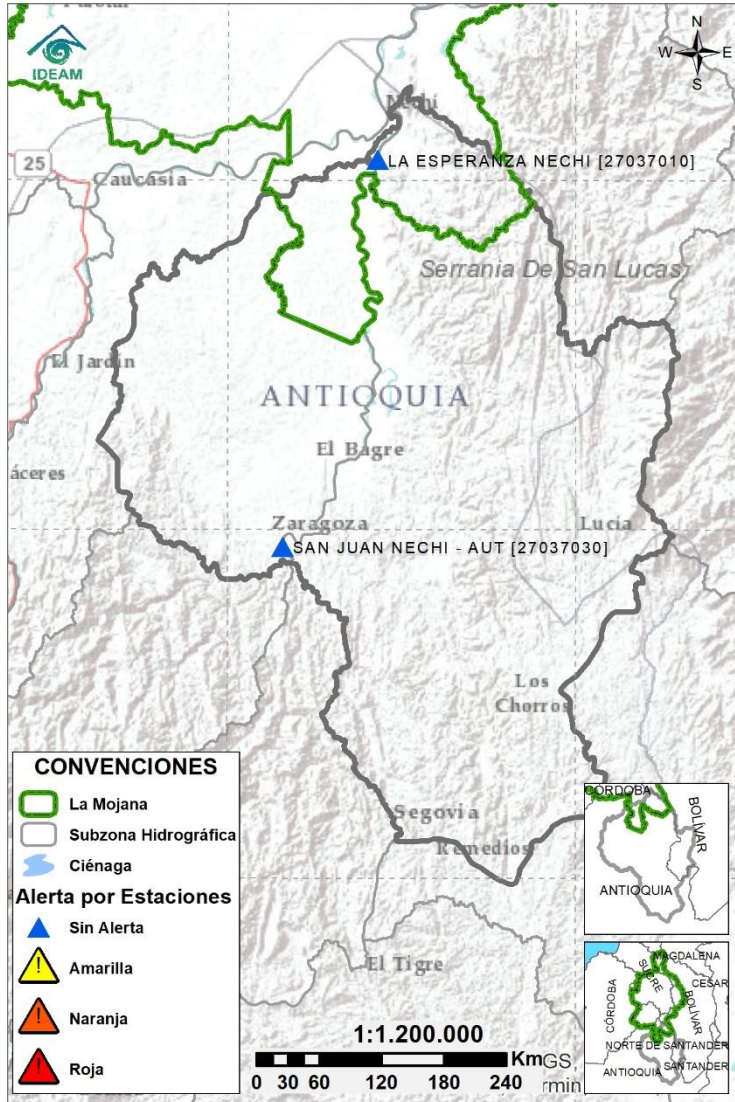 IDEAM
N
W E
S
Nechí
LA ESPERANZA NECHI [27037010]
25
Caucasia
Serrania De San Lucas
El Jardín
ANTIOQUIA
El Bagre
áceres
Zaragoza
Lucía
SAN JUAN NECHI - AUT [27037030]
Los
Chorros
Segovia
Remedios
El Tigre
CONVENCIONES
La Mojana
Subzona Hidrográfica
Ciénaga
Alerta por Estaciones
Sin Alerta
Amarilla
Naranja
Roja
1:1.200.000
Km
0 30 60 120 180 240
GS,
rmin
CÓRDOBA
BOLÍVAR
ANTIOQUIA
MAGDALENA
SUCRE
CESAR
CÓRDOBA
BOLÍVAR
NORTE DE SANTANDER
SANTANDER
ANTIOQUIA